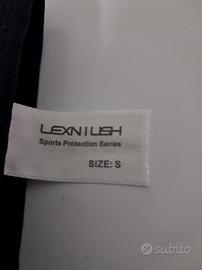 LEXNIUSH
Sports Protection Series
SIZE: S
subito